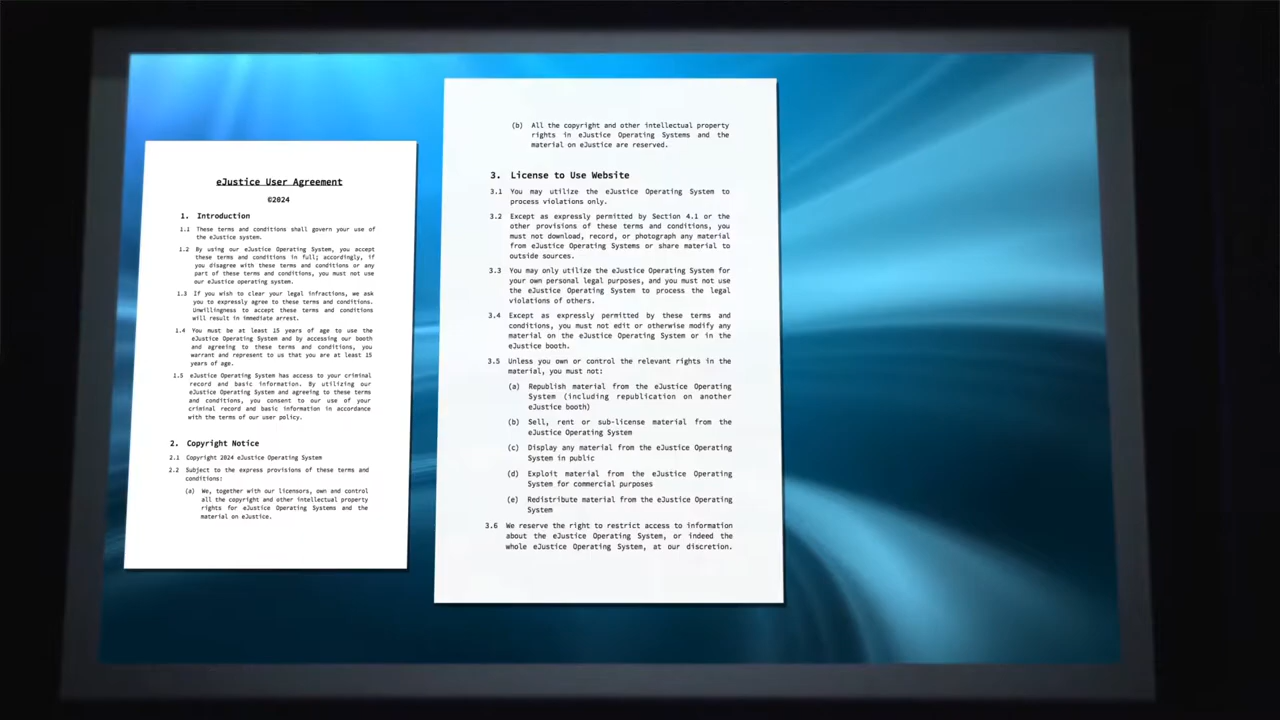 eJustice User Agreement
©2024
1. Introduction
1.1 These terms and conditions shall govern your use of
the eJustice system.
1.2 By using our eJustice Operating System, you accept
these terms and conditions in full; accordingly, if
you disagree with these terms and conditions or any
part of these terms and conditions, you must not use
our eJustice operating system.
1.3 If you wish to clear your legal infractions, we ask
you to expressly agree to these terms and conditions.
Unwillingness to accept these terms and conditions
will result in immediate arrest.
1.4 You must be at least 15 years of age to use the
eJustice Operating System and by accessing our booth
and agreeing to these terms and conditions, you
warrant and represent to us that you are at least 15
years of age.
1.5 eJustice Operating System has access to your criminal
record and basic information. By utilizing our
eJustice Operating System and agreeing to these terms
and conditions, you consent to our use of your
criminal record and basic information in accordance
with the terms of our user policy.
2. Copyright Notice
2.1 Copyright 2024 eJustice Operating System
2.2 Subject to the express provisions of these terms and
conditions:
(a) We, together with our licensors, own and control
all the copyright and other intellectual property
rights for eJustice Operating Systems and the
material on eJustice.
(b) All the copyright and other intellectual property
rights in eJustice Operating Systems and the
material on eJustice are reserved.
3. License to Use Website
3.1 You may utilize the eJustice Operating System to
process violations only.
3.2 Except as expressly permitted by Section 4.1 or the
other provisions of these terms and conditions, you
must not download, record, or photograph any material
from eJustice Operating Systems or share material to
outside sources.
3.3 You may only utilize the eJustice Operating System for
your own personal legal purposes, and you must not use
the eJustice Operating System to process the legal
violations of others.
3.4 Except as expressly permitted by these terms and
conditions, you must not edit or otherwise modify any
material on the eJustice Operating System or in the
eJustice booth.
3.5 Unless you own or control the relevant rights in the
material, you must not:
(a) Republish material from the eJustice Operating
System (including republication on another
eJustice booth)
(b) Sell, rent or sub-license material from the
eJustice Operating System
(c) Display any material from the eJustice Operating
System in public
(d) Exploit material from the eJustice Operating
System for commercial purposes
(e) Redistribute material from the eJustice Operating
System
3.6 We reserve the right to restrict access to information
about the eJustice Operating System, or indeed the
whole eJustice Operating System, at our discretion.